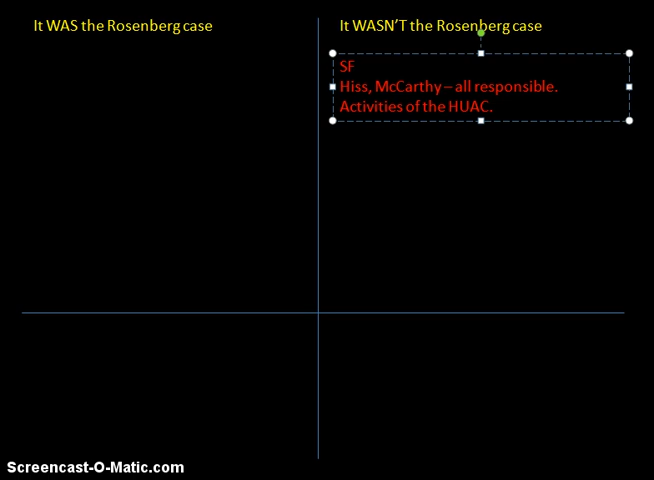 It WAS the Rosenberg case
It WASN'T the Rosenberg case
SF
Hiss, McCarthy – all responsible.
Activities of the HUAC.
Screencast-O-Matic.com